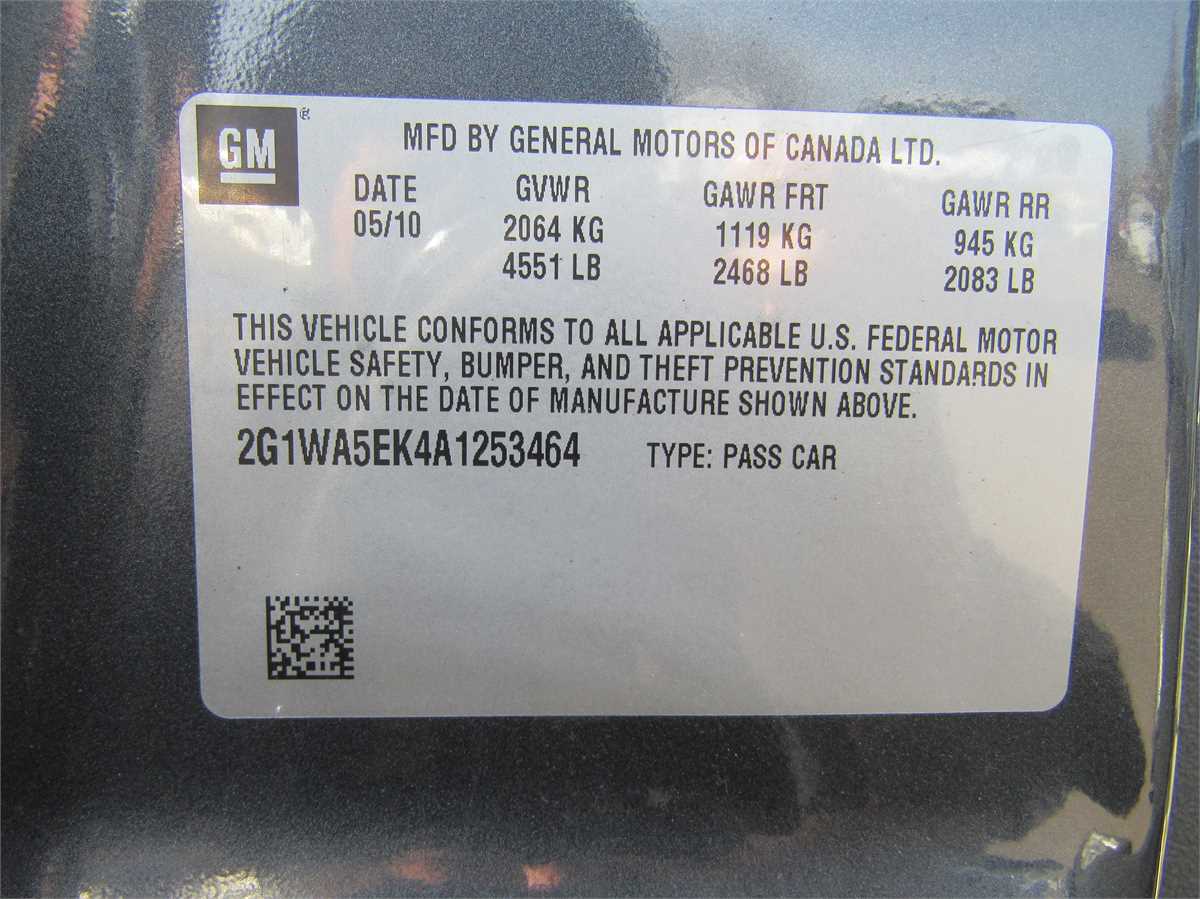 GM
MFD BY GENERAL MOTORS OF CANADA LTD.
DATE GVWR GAWR FRT GAWR RR
05/10 2064 KG 1119 KG 945 KG
4551 LB 2468 LB 2083 LB
THIS VEHICLE CONFORMS TO ALL APPLICABLE U.S. FEDERAL MOTOR
VEHICLE SAFETY, BUMPER, AND THEFT PREVENTION STANDARDS IN
EFFECT ON THE DATE OF MANUFACTURE SHOWN ABOVE.
2G1WA5EK4A1253464 TYPE: PASS CAR